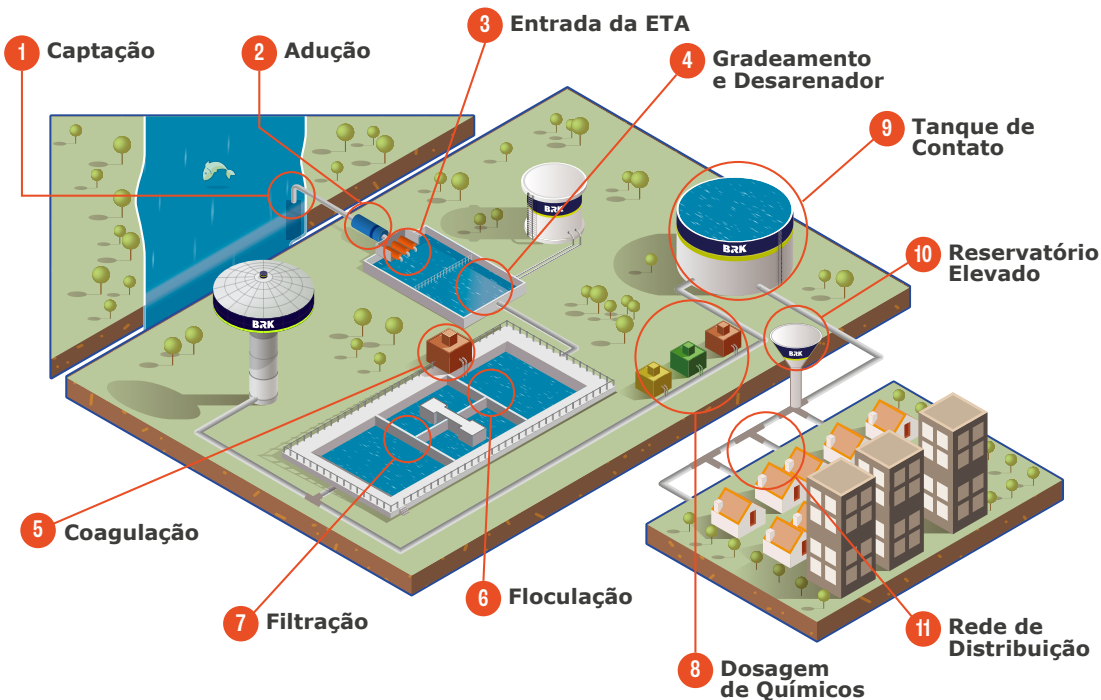 1 Captação
2 Adução
3 Entrada da ETA
4 Gradeamento
e Desarenador
9 Tanque de
Contato
BRK
BRK
BRK
10 Reservatório
Elevado
BRK
5 Coagulação
6 Floculação
7 Filtração
11 Rede de
Distribuição
8 Dosagem
de Químicos